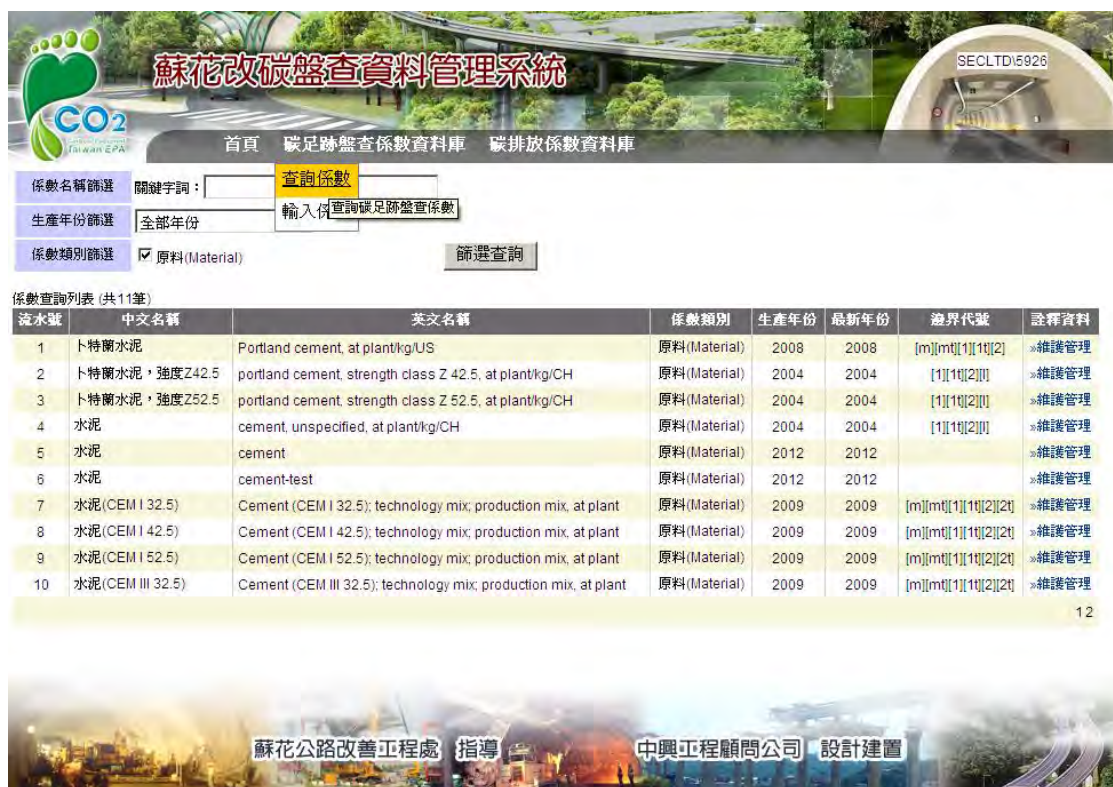 蘇花改碳盤查資料管理系統
SECLTD\5926
CO2
Taiwan EPA
首頁 碳足跡盤查係數資料庫 碳排放係數資料庫
係數名稱篩選 關鍵字詞：
查詢係數
輸入係
查詢碳足跡盤查係數
生產年份篩選 全部年份
係數類別篩選 原料(Material) 篩選查詢
係數查詢列表 (共11筆)
流水號 中文名稱 英文名稱 係數類別 生產年份 最新年份 邊界代號 詮釋資料
1 卜特蘭水泥 Portland cement, at plant/kg/US 原料(Material) 2008 2008 [m][mt][1][1t][2] »維護管理
2 卜特蘭水泥，強度Z42.5 portland cement, strength class Z 42.5, at plant/kg/CH 原料(Material) 2004 2004 [1][1t][2][l] »維護管理
3 卜特蘭水泥，強度Z52.5 portland cement, strength class Z 52.5, at plant/kg/CH 原料(Material) 2004 2004 [1][1t][2][l] »維護管理
4 水泥 cement, unspecified, at plant/kg/CH 原料(Material) 2004 2004 [1][1t][2][l] »維護管理
5 水泥 cement 原料(Material) 2012 2012 »維護管理
6 水泥 cement-test 原料(Material) 2012 2012 »維護管理
7 水泥(CEM I 32.5) Cement (CEM I 32.5); technology mix; production mix, at plant 原料(Material) 2009 2009 [m][mt][1][1t][2][2t] »維護管理
8 水泥(CEM I 42.5) Cement (CEM I 42.5); technology mix; production mix, at plant 原料(Material) 2009 2009 [m][mt][1][1t][2][2t] »維護管理
9 水泥(CEM I 52.5) Cement (CEM I 52.5); technology mix; production mix, at plant 原料(Material) 2009 2009 [m][mt][1][1t][2][2t] »維護管理
10 水泥(CEM III 32.5) Cement (CEM III 32.5); technology mix; production mix, at plant 原料(Material) 2009 2009 [m][mt][1][1t][2][2t] »維護管理
1 2
蘇花公路改善工程處 指導 中興工程顧問公司 設計建置